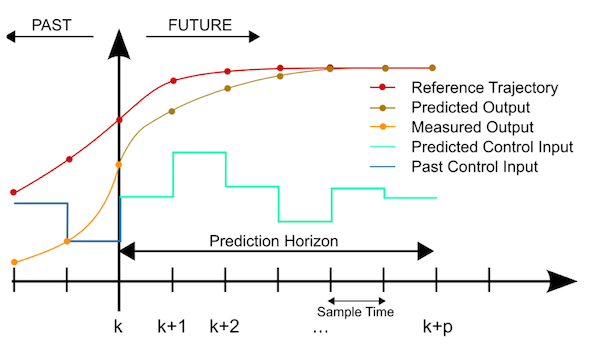 PAST
FUTURE
Reference Trajectory
Predicted Output
Measured Output
Predicted Control Input
Past Control Input
Prediction Horizon
Sample Time
k
k+1
k+2
...
k+p